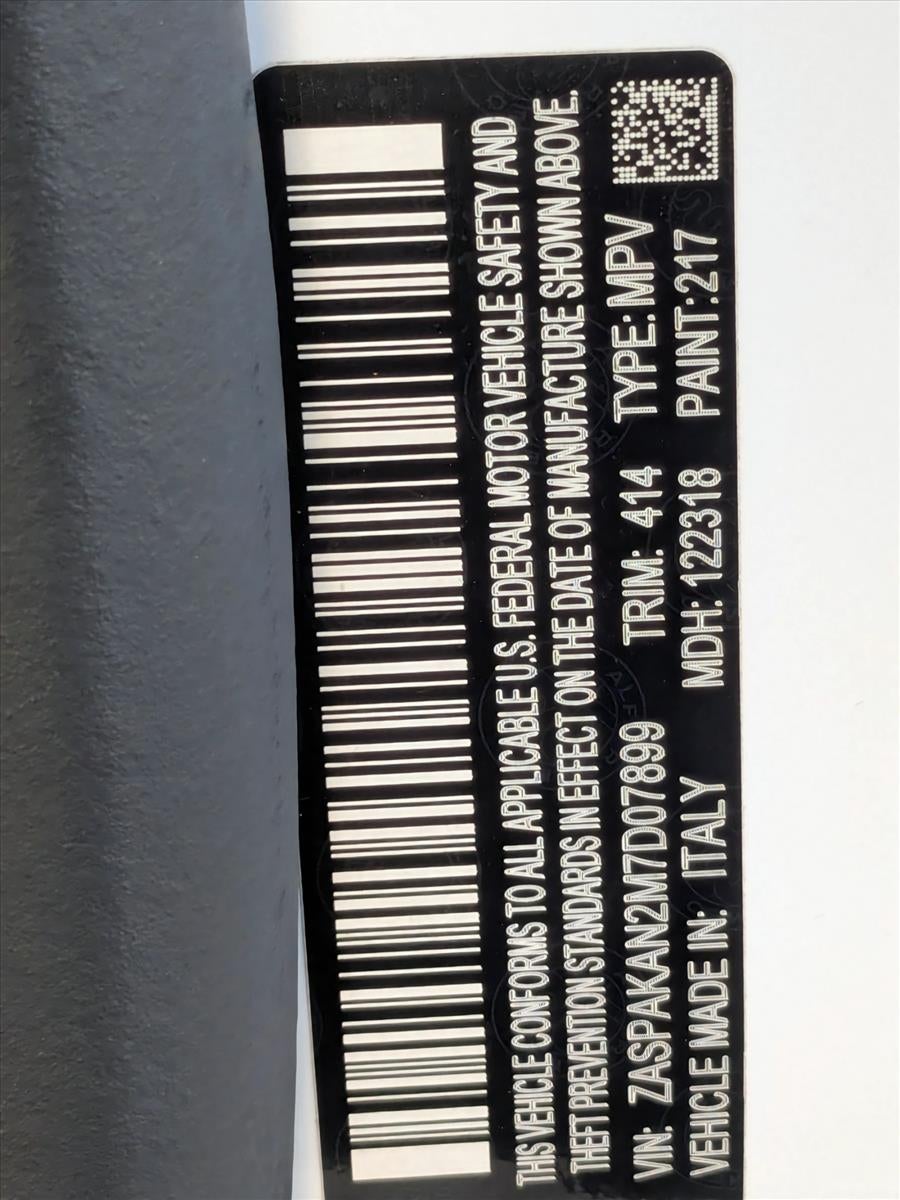 THIS VEHICLE CONFORMS TO ALL APPLICABLE U.S. FEDERAL MOTOR VEHICLE SAFETY AND
THEFT PREVENTION STANDARDS IN EFFECT ON THE DATE OF MANUFACTURE SHOWN ABOVE.
VIN: ZASPAKAN2M7D07899 TRIM: 414 TYPE: MPV
VEHICLE MADE IN: ITALY MDH: 122318 PAINT:217